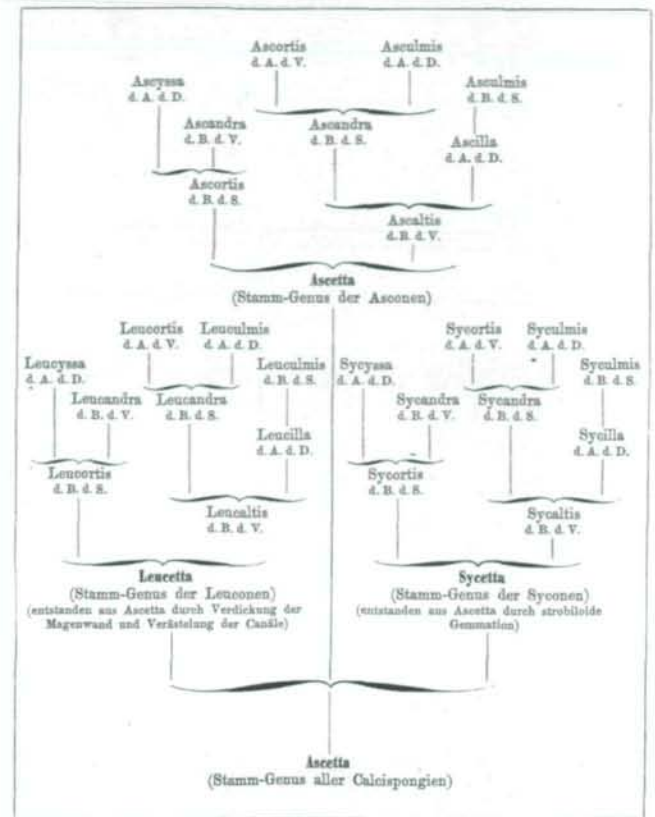 Ascortis Asculmis
d. A. d. V. d. A. d. D.
Ascyssa Asculmis
d. A. d. D. d. B. d. S.
Ascandra Ascandra
d. B. d. V. d. B. d. S.
Ascilla
d. A. d. D.
Ascortis
d. B. d. S.
Ascaltis
d. B. d. V.
Ascetta
(Stamm-Genus der Asconen)
Leucortis Leuculmis Sycortis Syculmis
d. A. d. V. d. A. d. D. d. A. d. V. d. A. d. D.
Leucyssa Leuculmis Sycyssa Syculmis
d. A. d. D. d. B. d. S. d. A. d. D. d. B. d. S.
Leucandra Leucandra Sycandra Sycandra
d. B. d. V. d. B. d. S. d. B. d. V. d. B. d. S.
Leucilla Sycilla
d. A. d. D. d. A. d. D.
Leucortis Sycortis
d. B. d. S. d. B. d. S.
Leucaltis Sycaltis
d. B. d. V. d. B. d. V.
Leucetta Sycetta
(Stamm-Genus der Leuconen) (Stamm-Genus der Syconen)
(entstanden aus Ascetta durch Verdickung der (entstanden aus Ascetta durch strobiloide
Magenwand und Verästelung der Canäle) Gemmation)
Ascetta
(Stamm-Genus aller Calcispongien)